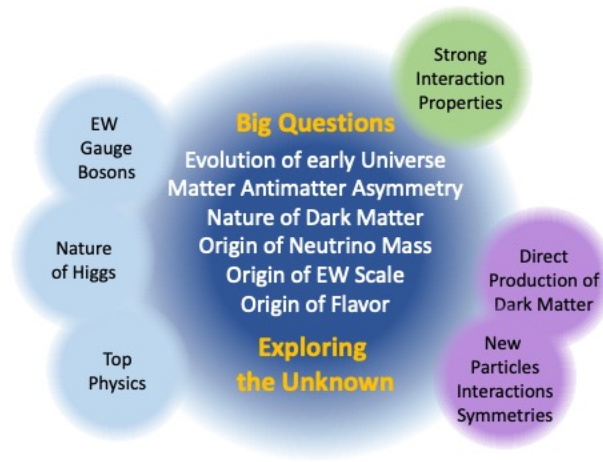 Strong
Interaction
Properties
EW
Gauge
Bosons
Nature
of Higgs
Top
Physics
Big Questions
Evolution of early Universe
Matter Antimatter Asymmetry
Nature of Dark Matter
Origin of Neutrino Mass
Origin of EW Scale
Origin of Flavor
Exploring
the Unknown
Direct
Production of
Dark Matter
New
Particles
Interactions
Symmetries